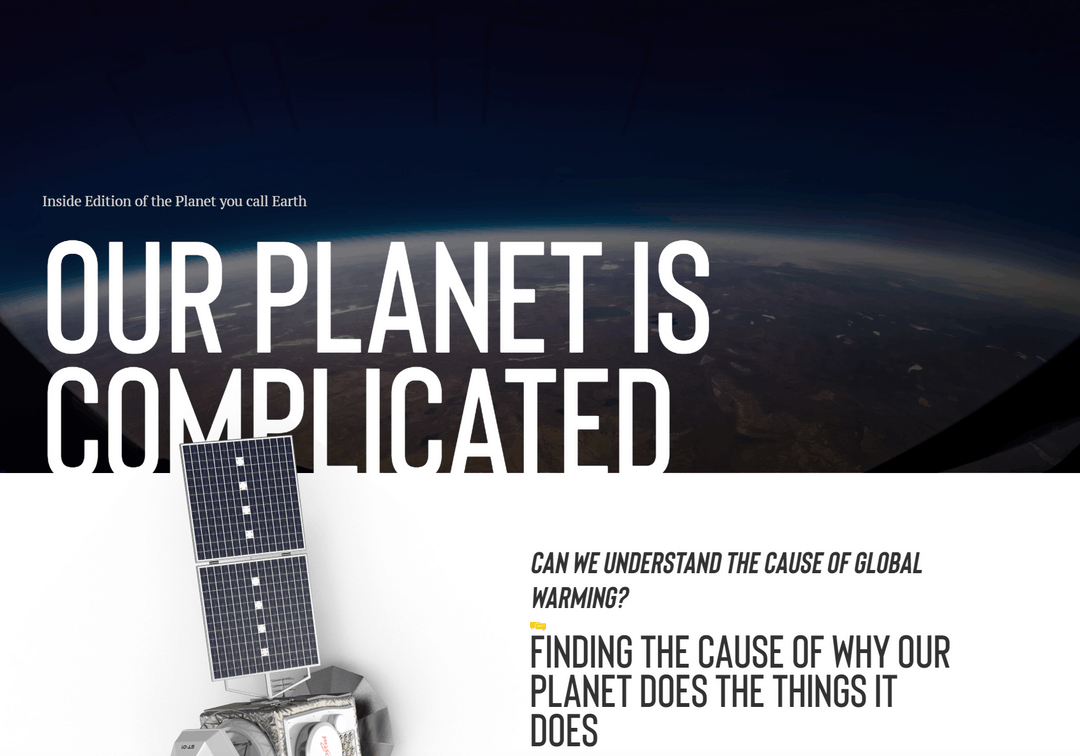 Inside Edition of the Planet you call Earth
OUR PLANET IS
COMPLICATED
CAN WE UNDERSTAND THE CAUSE OF GLOBAL
WARMING?
FINDING THE CAUSE OF WHY OUR
PLANET DOES THE THINGS IT
DOES